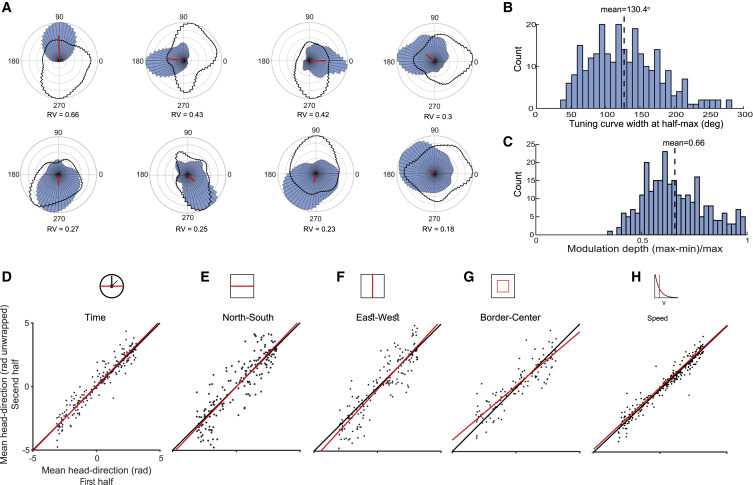 A
90
180
0
270
RV = 0.66
90
180
0
270
RV = 0.43
90
180
0
270
RV = 0.42
90
180
0
270
RV = 0.3
90
180
0
270
RV = 0.27
90
180
0
270
RV = 0.25
90
180
0
270
RV = 0.23
90
180
0
270
RV = 0.18
B
mean=130.4°
20
10
0
Count
0
100
200
300
Tuning curve width at half-max (deg)
C
mean=0.66
25
20
15
10
5
0
Count
0
0.5
1
Modulation depth (max-min)/max
D
Time
5
0
-5
-5
0
5
Mean head-direction (rad unwrapped)
Second half
Mean head-direction (rad)
First half
E
North-South
F
East-West
G
Border-Center
H
V
Speed